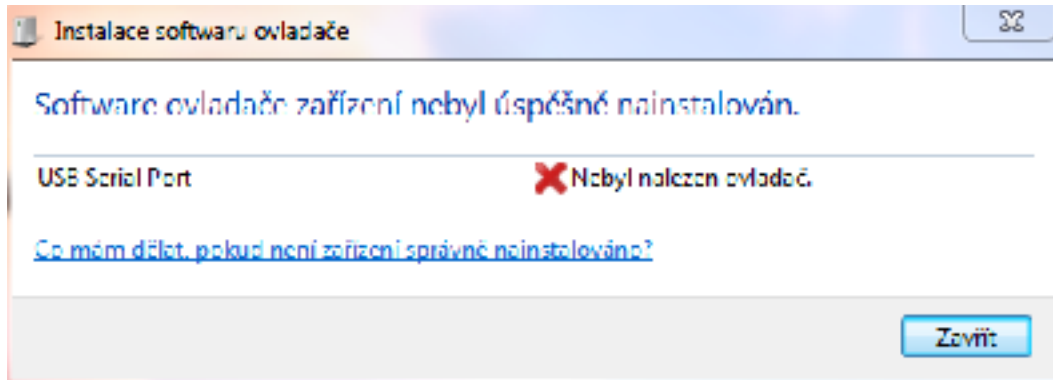 Instalace softwaru ovladače
Software ovladače zařízení nebyl úspěšně nainstalován.
USB Serial Port Nebyl nalezen ovladač.
Co mám dělat, pokud není zařízení správně nainstalováno?
Zavřít